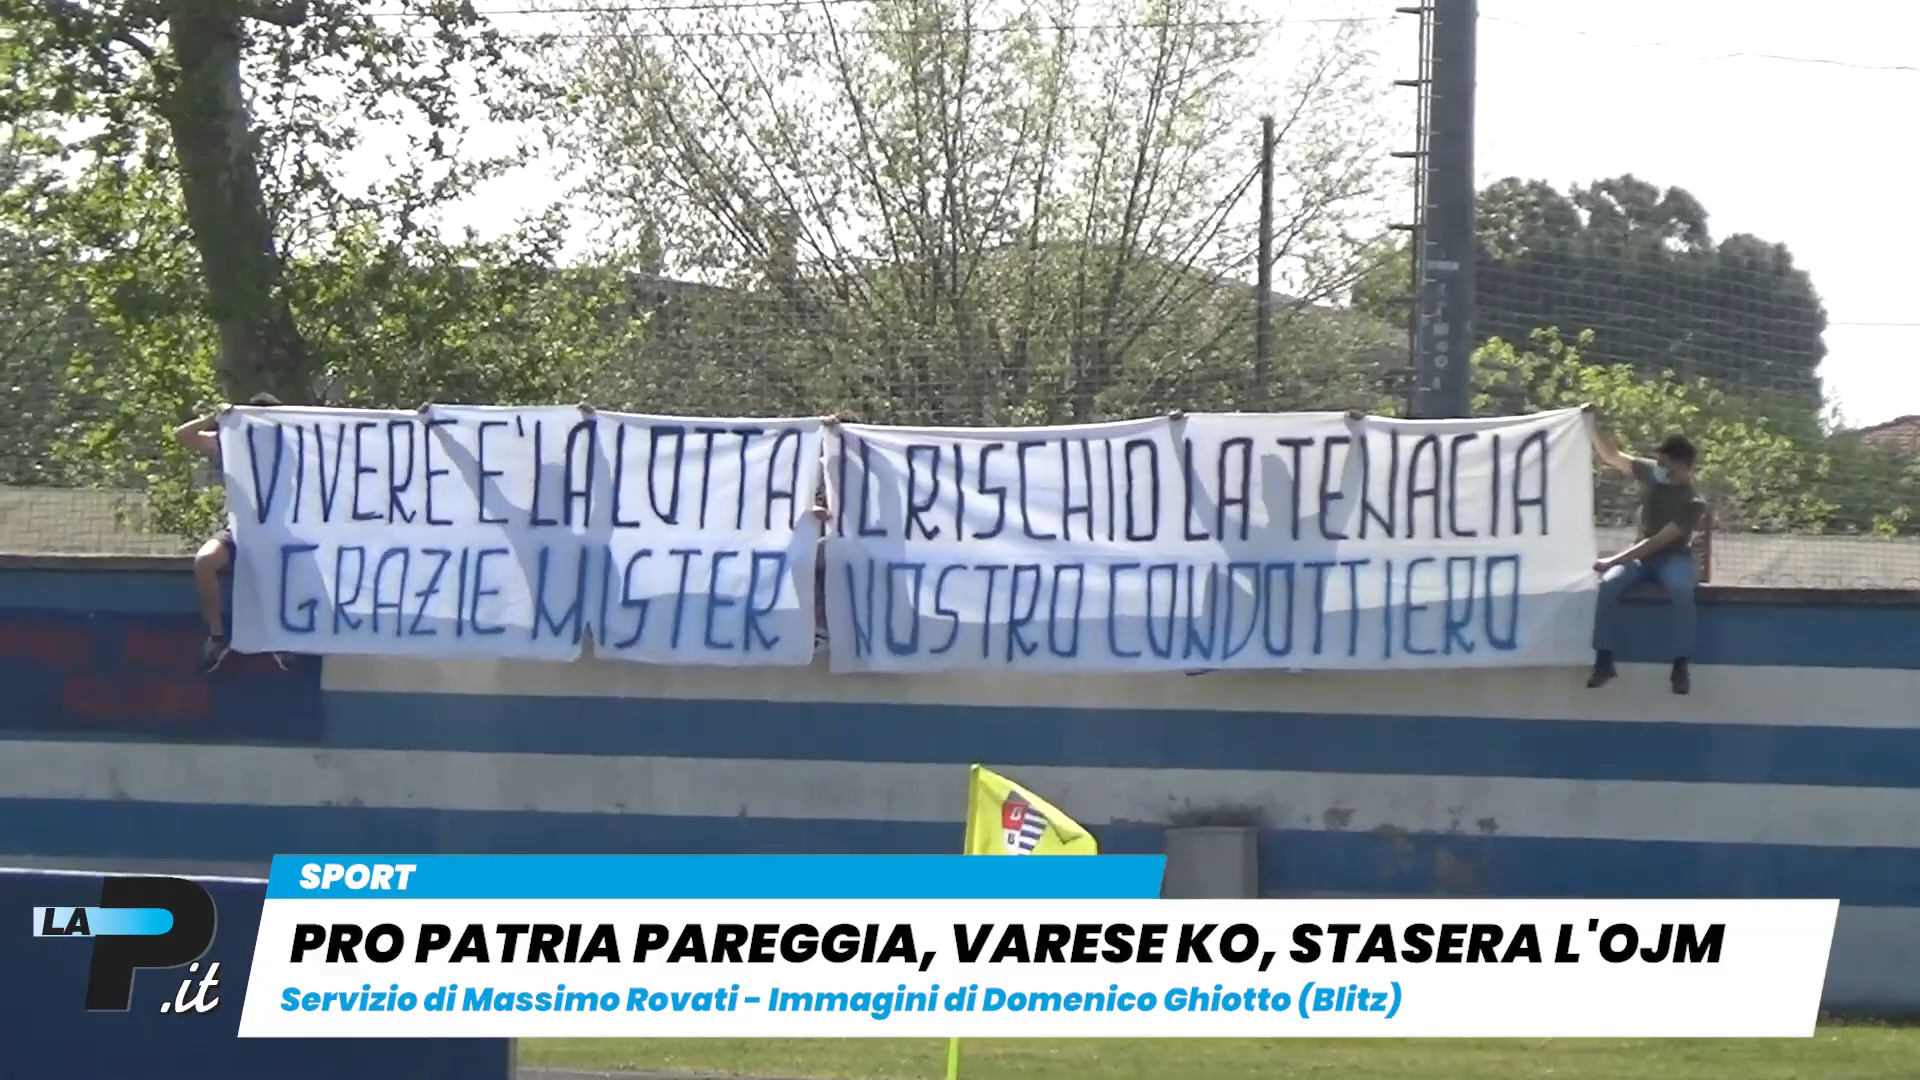 VIVERE E' LA LOTTA IL RISCHIO LA TENACIA
GRAZIE MISTER NOSTRO CONDOTTIERO
SPORT
LA P.it
PRO PATRIA PAREGGIA, VARESE KO, STASERA L'OJM
Servizio di Massimo Rovati - Immagini di Domenico Ghiotto (Blitz)